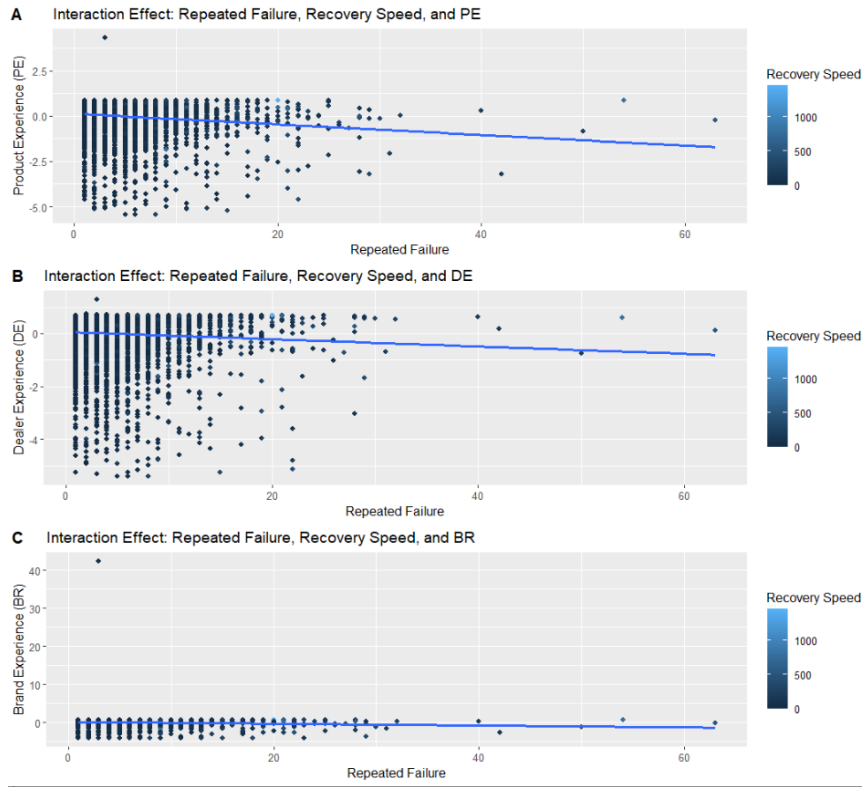 A Interaction Effect: Repeated Failure, Recovery Speed, and PE
Product Experience (PE)
2.5
0.0
-2.5
-5.0
0 20 40 60
Repeated Failure
Recovery Speed
1000
500
0
B Interaction Effect: Repeated Failure, Recovery Speed, and DE
Dealer Experience (DE)
0
-2
-4
0 20 40 60
Repeated Failure
Recovery Speed
1000
500
0
C Interaction Effect: Repeated Failure, Recovery Speed, and BR
Brand Experience (BR)
40
30
20
10
0
0 20 40 60
Repeated Failure
Recovery Speed
1000
500
0